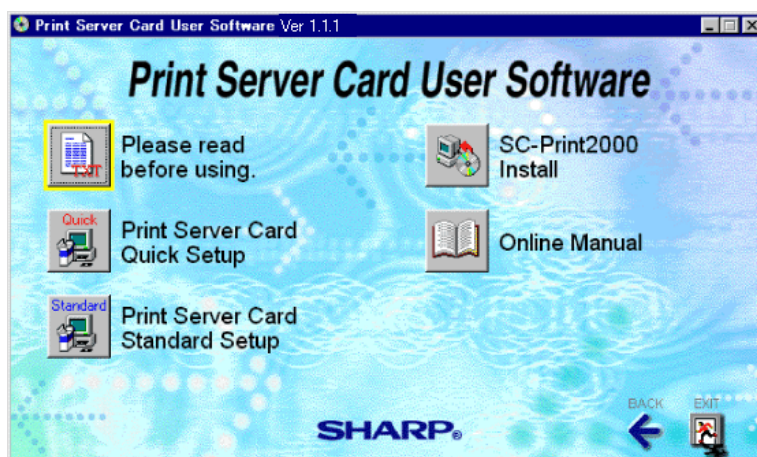 Print Server Card User Software Ver 1.1.1
Print Server Card User Software
Please read
before using.
TXT
SC-Print2000
Install
Quick
Print Server Card
Quick Setup
Online Manual
Standard
Print Server Card
Standard Setup
BACK
EXIT
SHARP®